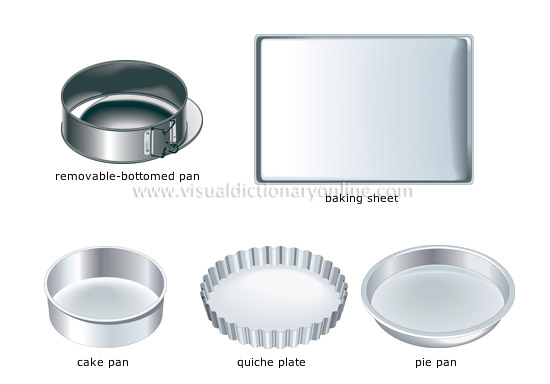 removable-bottomed pan
www.visualdictionaryonline.com
baking sheet
cake pan
quiche plate
pie pan